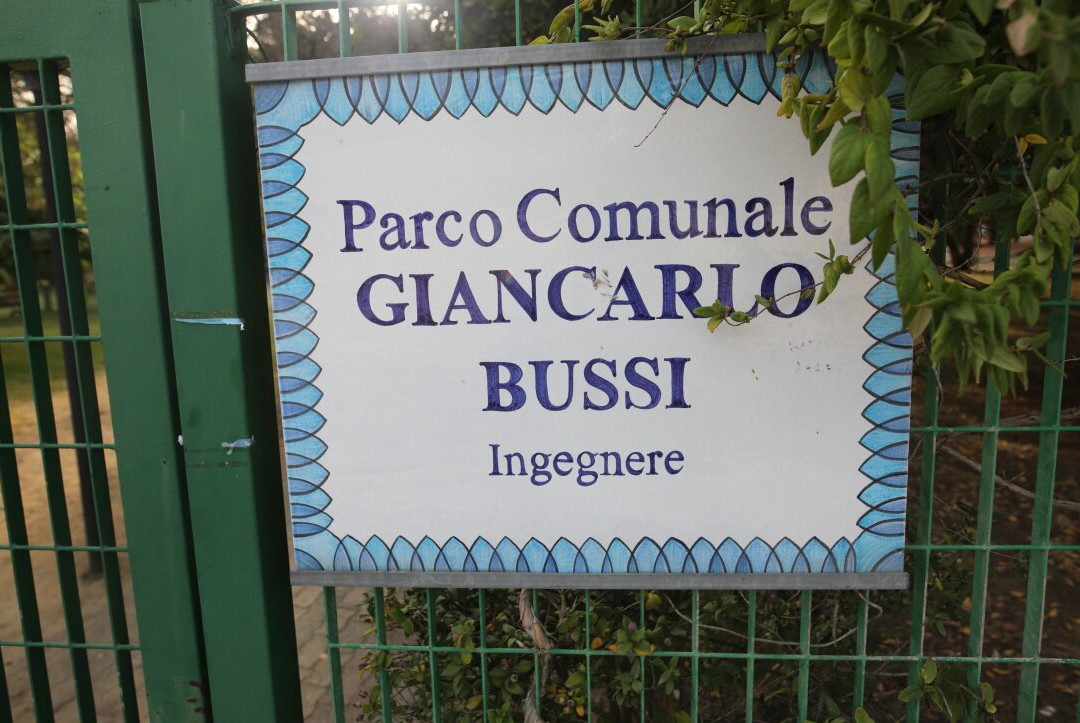 Parco Comunale
GIANCARLO
BUSSI
Ingegnere